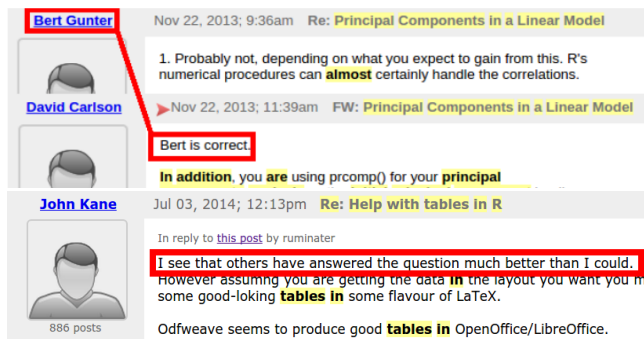 Bert Gunter Nov 22, 2013; 9:36am Re: Principal Components in a Linear Model
1. Probably not, depending on what you expect to gain from this. R's
numerical procedures can almost certainly handle the correlations.
David Carlson Nov 22, 2013; 11:39am FW: Principal Components in a Linear Model
Bert is correct.
In addition, you are using prcomp() for your principal
John Kane Jul 03, 2014; 12:13pm Re: Help with tables in R
In reply to this post by ruminater
I see that others have answered the question much better than I could.
However assuming you are getting the data in the layout you want you
some good-loking tables in some flavour of LaTeX.
886 posts
Odfweave seems to produce good tables in OpenOffice/LibreOffice.